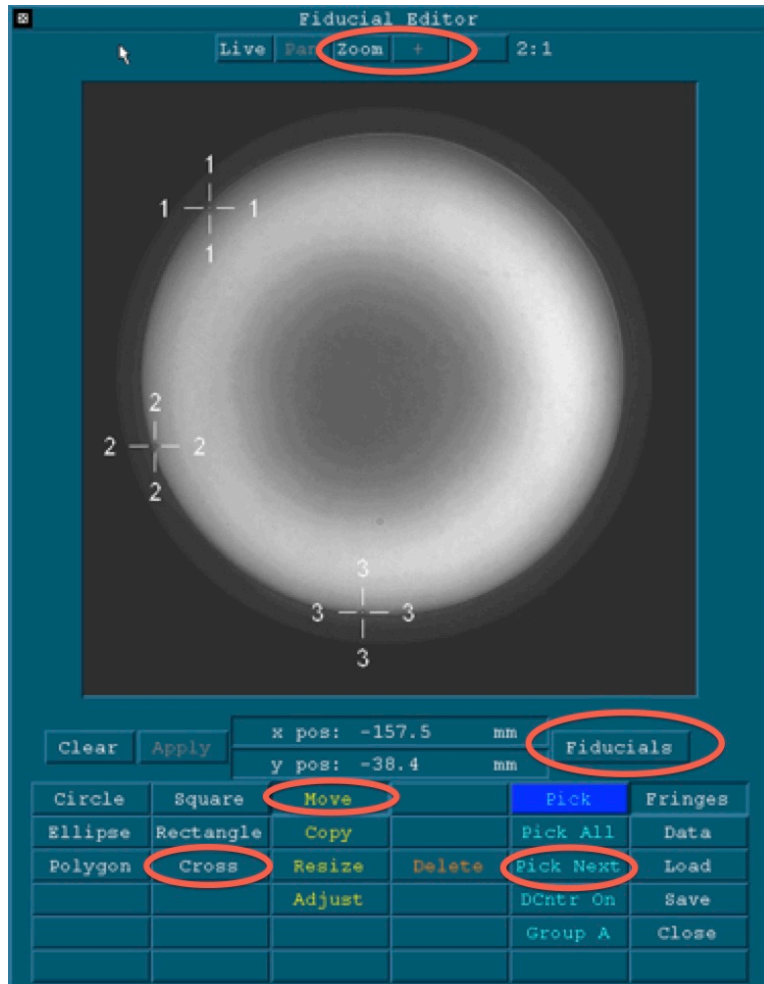 Fiducial Editor
Live Pan Zoom + - 2:1
1
1 1
1
2
2 2
2
3
3 3
3
Clear Apply x pos: -157.5 mm Fiducials
y pos: -38.4 mm
Circle Square Move Pick Fringes
Ellipse Rectangle Copy Pick All Data
Polygon Cross Resize Delete Pick Next Load
Adjust DCntr On Save
Group A Close